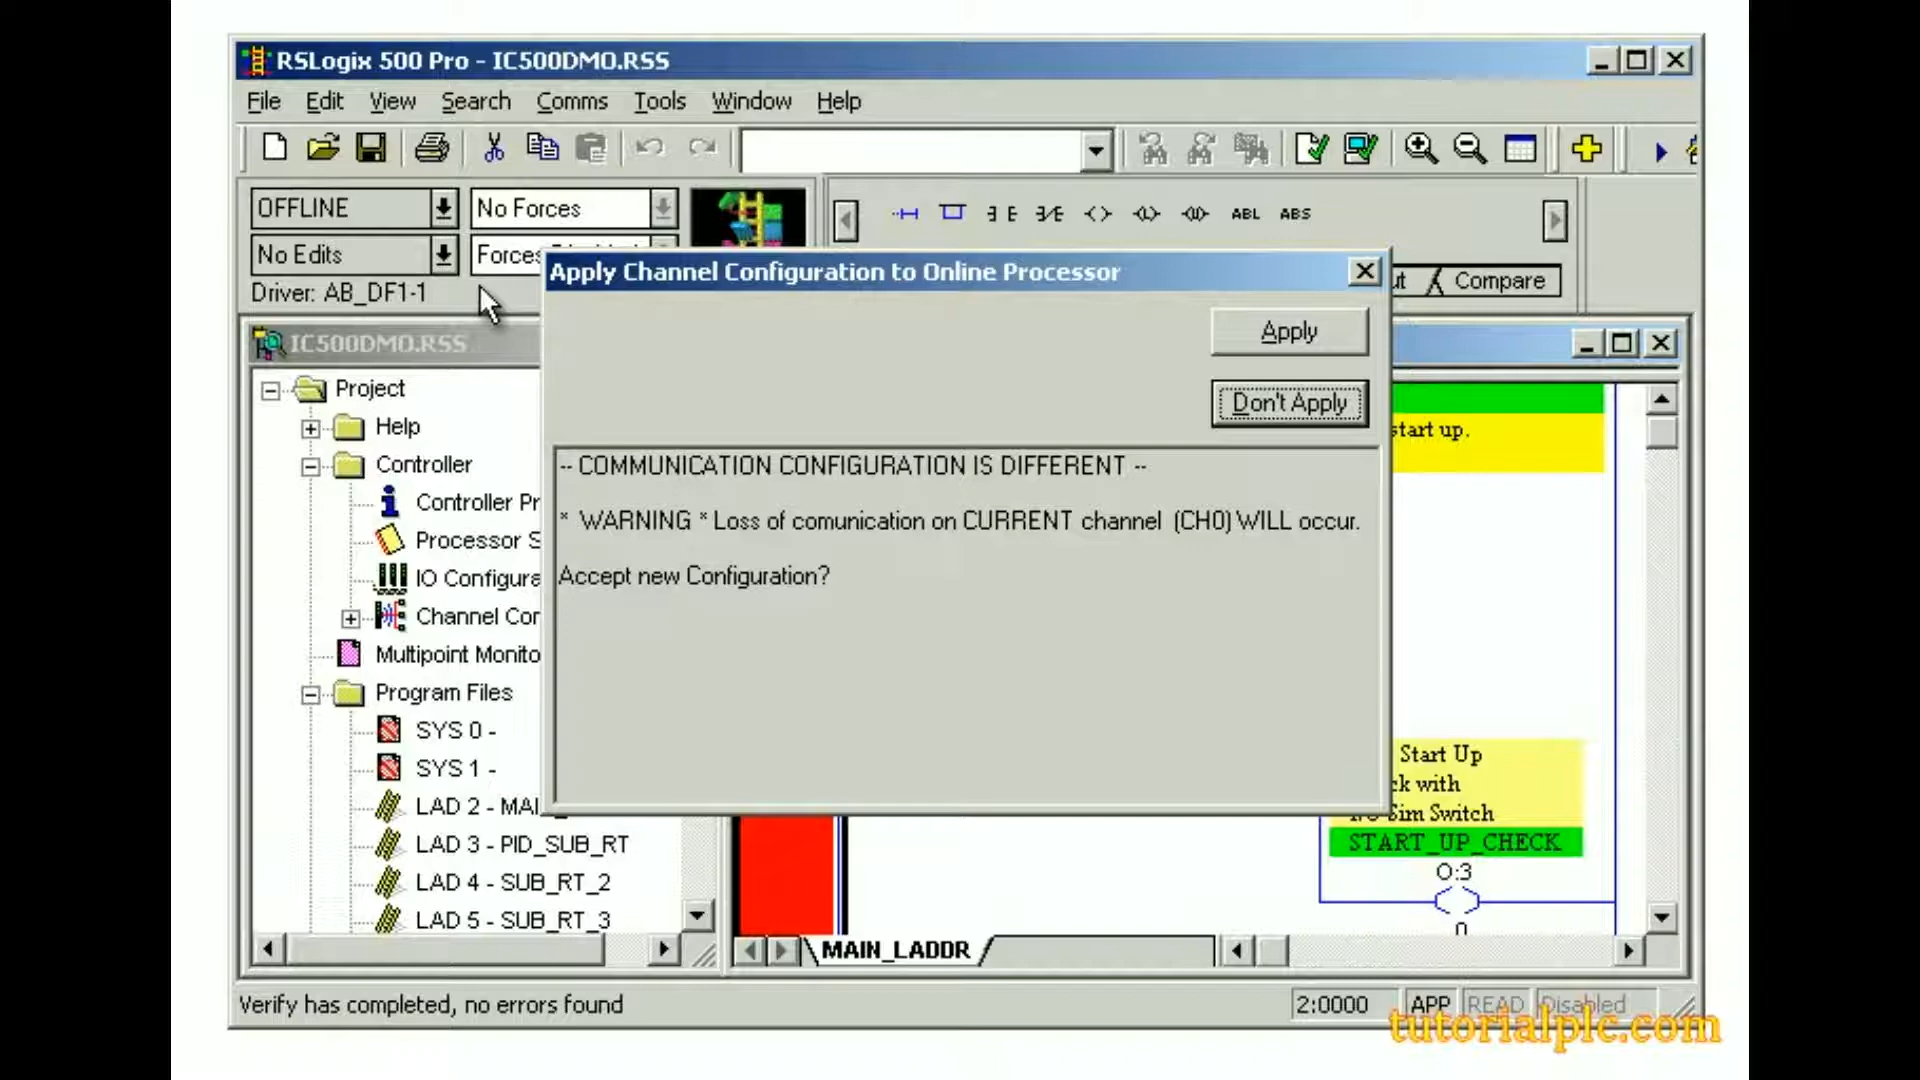 RSLogix 500 Pro - IC500DMO.RSS
File Edit View Search Comms Tools Window Help
OFFLINE
No Forces
No Edits
Forces
Driver: AB_DF1-1
ABL ABS
Compare
Apply Channel Configuration to Online Processor
Apply
Don't Apply
-- COMMUNICATION CONFIGURATION IS DIFFERENT --
* WARNING * Loss of comunication on CURRENT channel (CH0) WILL occur.
Accept new Configuration?
IC500DMO.RSS
Project
Help
Controller
Controller Pr
Processor S
IO Configura
Channel Cor
Multipoint Monito
Program Files
SYS 0 -
SYS 1 -
LAD 2 - MAI
LAD 3 - PID_SUB_RT
LAD 4 - SUB_RT_2
LAD 5 - SUB_RT_3
start up.
Start Up
ck with
Sim Switch
START_UP_CHECK
O:3
0
MAIN_LADDR
Verify has completed, no errors found
2:0000 APP READ Disabled
tutorialplc.com